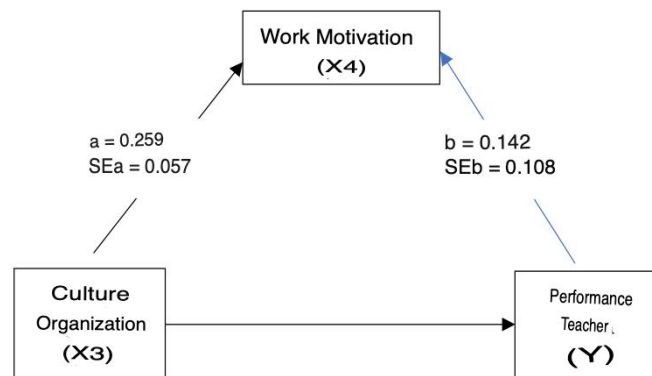 Work Motivation
(X4)
a = 0.259
SEa = 0.057
b = 0.142
SEb = 0.108
Culture
Organization
(X3)
Performance
Teacher
(Y)